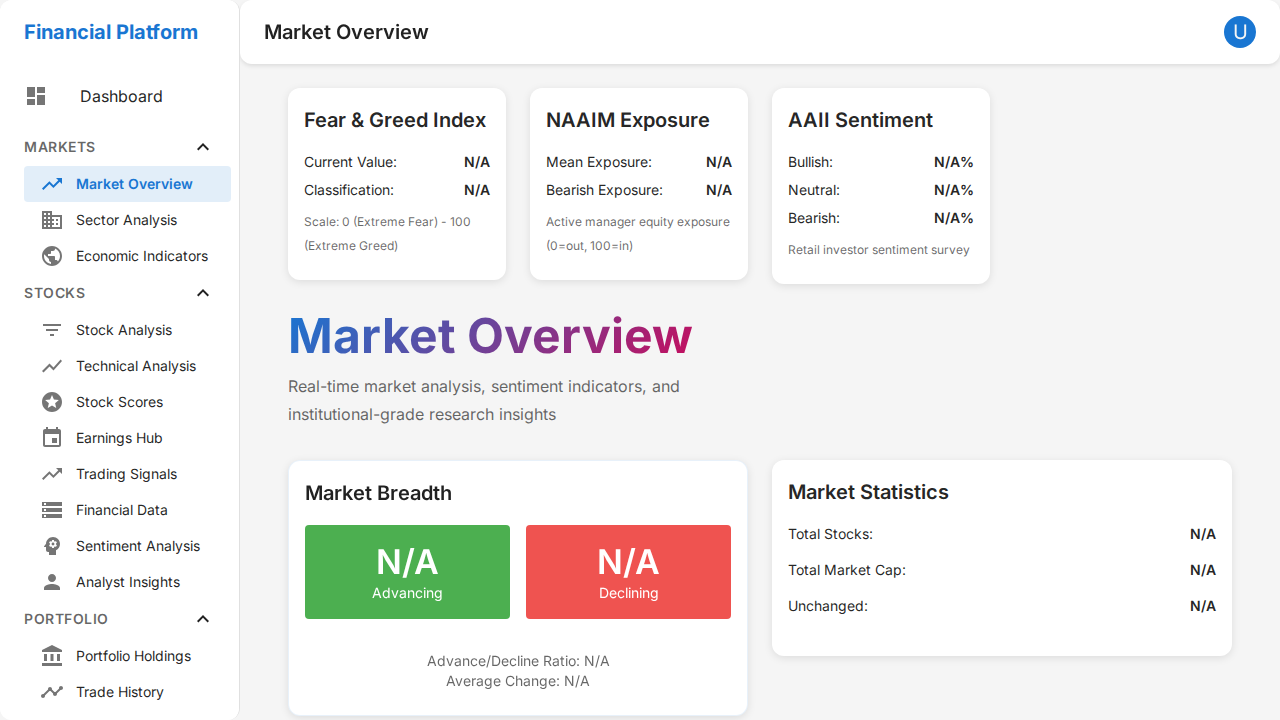 Financial Platform
Dashboard
MARKETS
Market Overview
Sector Analysis
Economic Indicators
STOCKS
Stock Analysis
Technical Analysis
Stock Scores
Earnings Hub
Trading Signals
Financial Data
Sentiment Analysis
Analyst Insights
PORTFOLIO
Portfolio Holdings
Trade History
Market Overview
U
Fear & Greed Index
Current Value: N/A
Classification: N/A
Scale: 0 (Extreme Fear) - 100
(Extreme Greed)
NAAIM Exposure
Mean Exposure: N/A
Bearish Exposure: N/A
Active manager equity exposure
(0=out, 100=in)
AAII Sentiment
Bullish: N/A%
Neutral: N/A%
Bearish: N/A%
Retail investor sentiment survey
Market Overview
Real-time market analysis, sentiment indicators, and
institutional-grade research insights
Market Breadth
N/A
Advancing
N/A
Declining
Advance/Decline Ratio: N/A
Average Change: N/A
Market Statistics
Total Stocks: N/A
Total Market Cap: N/A
Unchanged: N/A